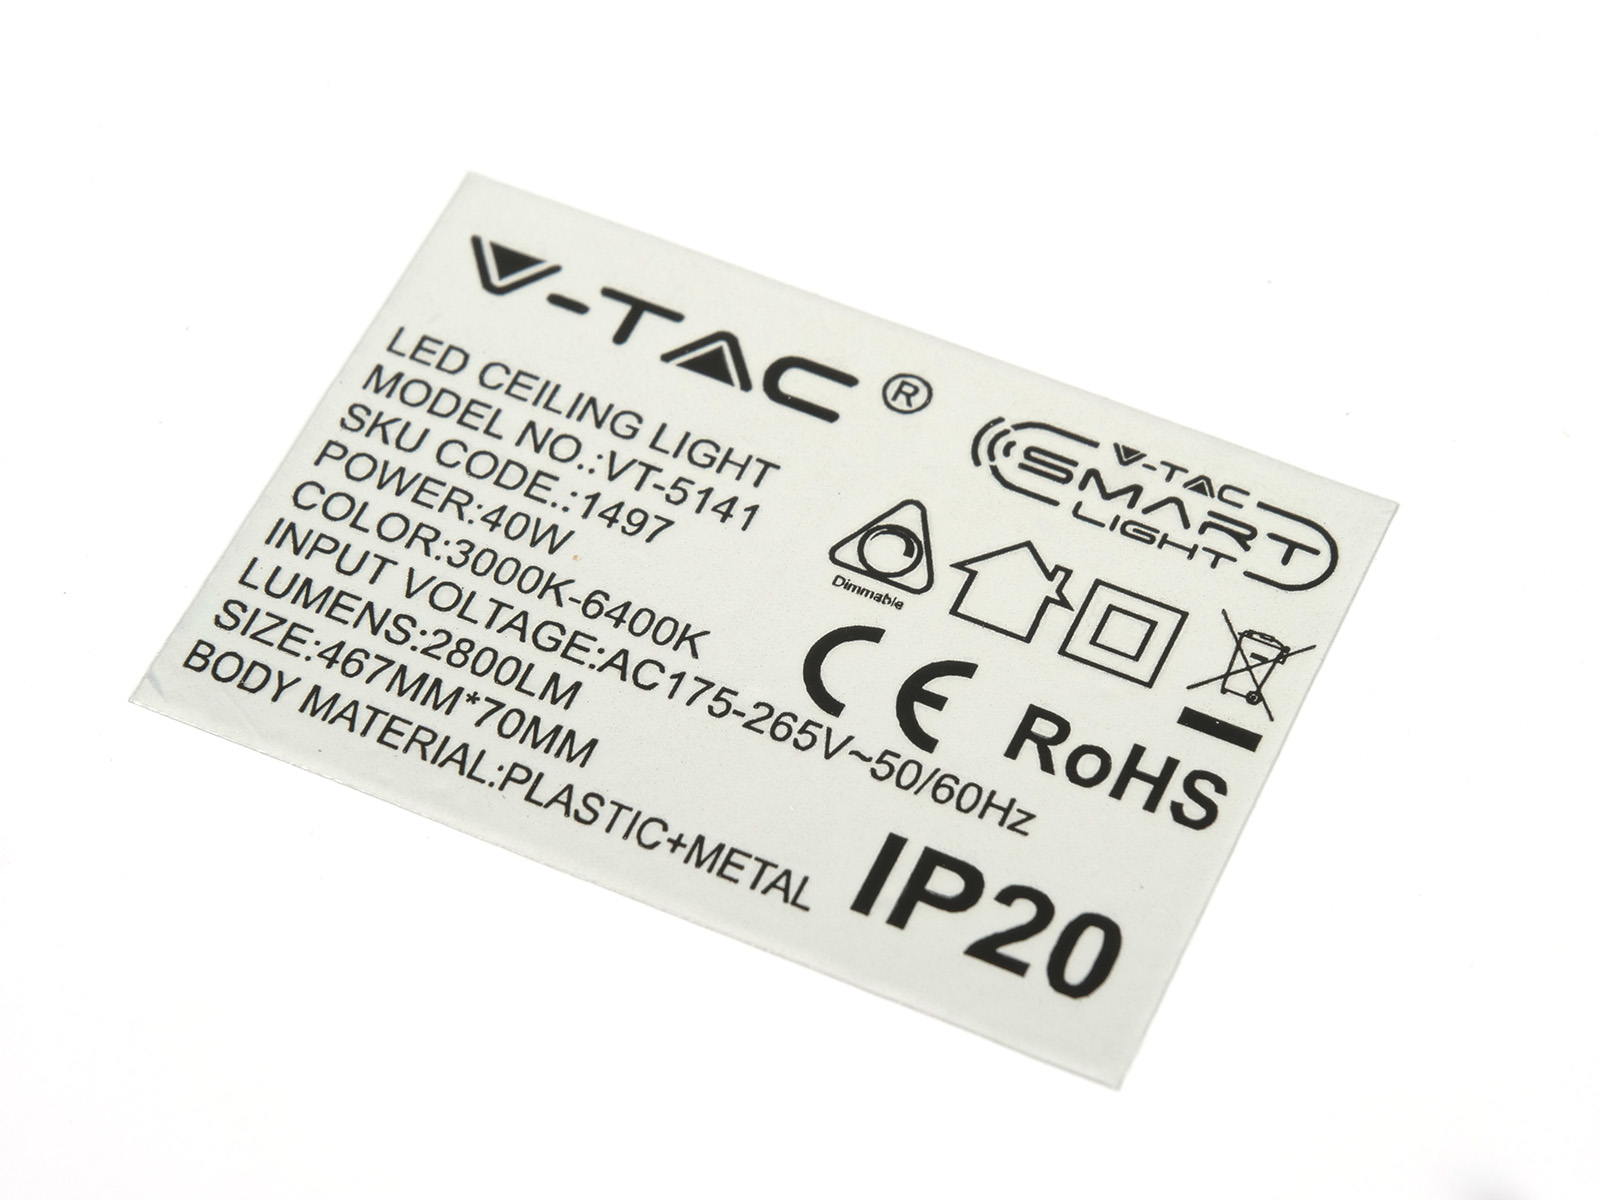 V-TAC®
LED CEILING LIGHT
MODEL NO.:VT-5141
SKU CODE.:1497
POWER:40W
COLOR:3000K-6400K
INPUT VOLTAGE:AC175-265V~50/60Hz
LUMENS:2800LM
SIZE:467MM*70MM
BODY MATERIAL:PLASTIC+METAL
V-TAC
SMART
LIGHT
Dimmable
CE
RoHS
IP20